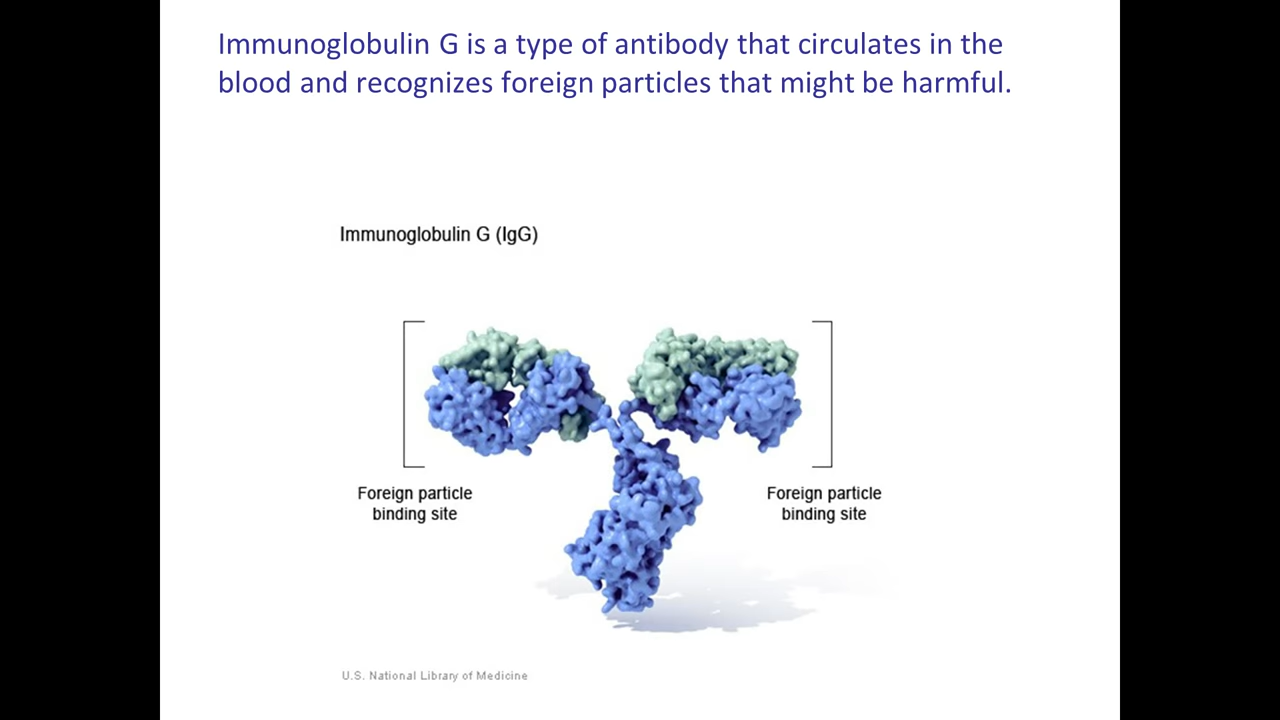 Immunoglobulin G is a type of antibody that circulates in the
blood and recognizes foreign particles that might be harmful.
Immunoglobulin G (IgG)
Foreign particle
binding site
Foreign particle
binding site
U.S. National Library of Medicine